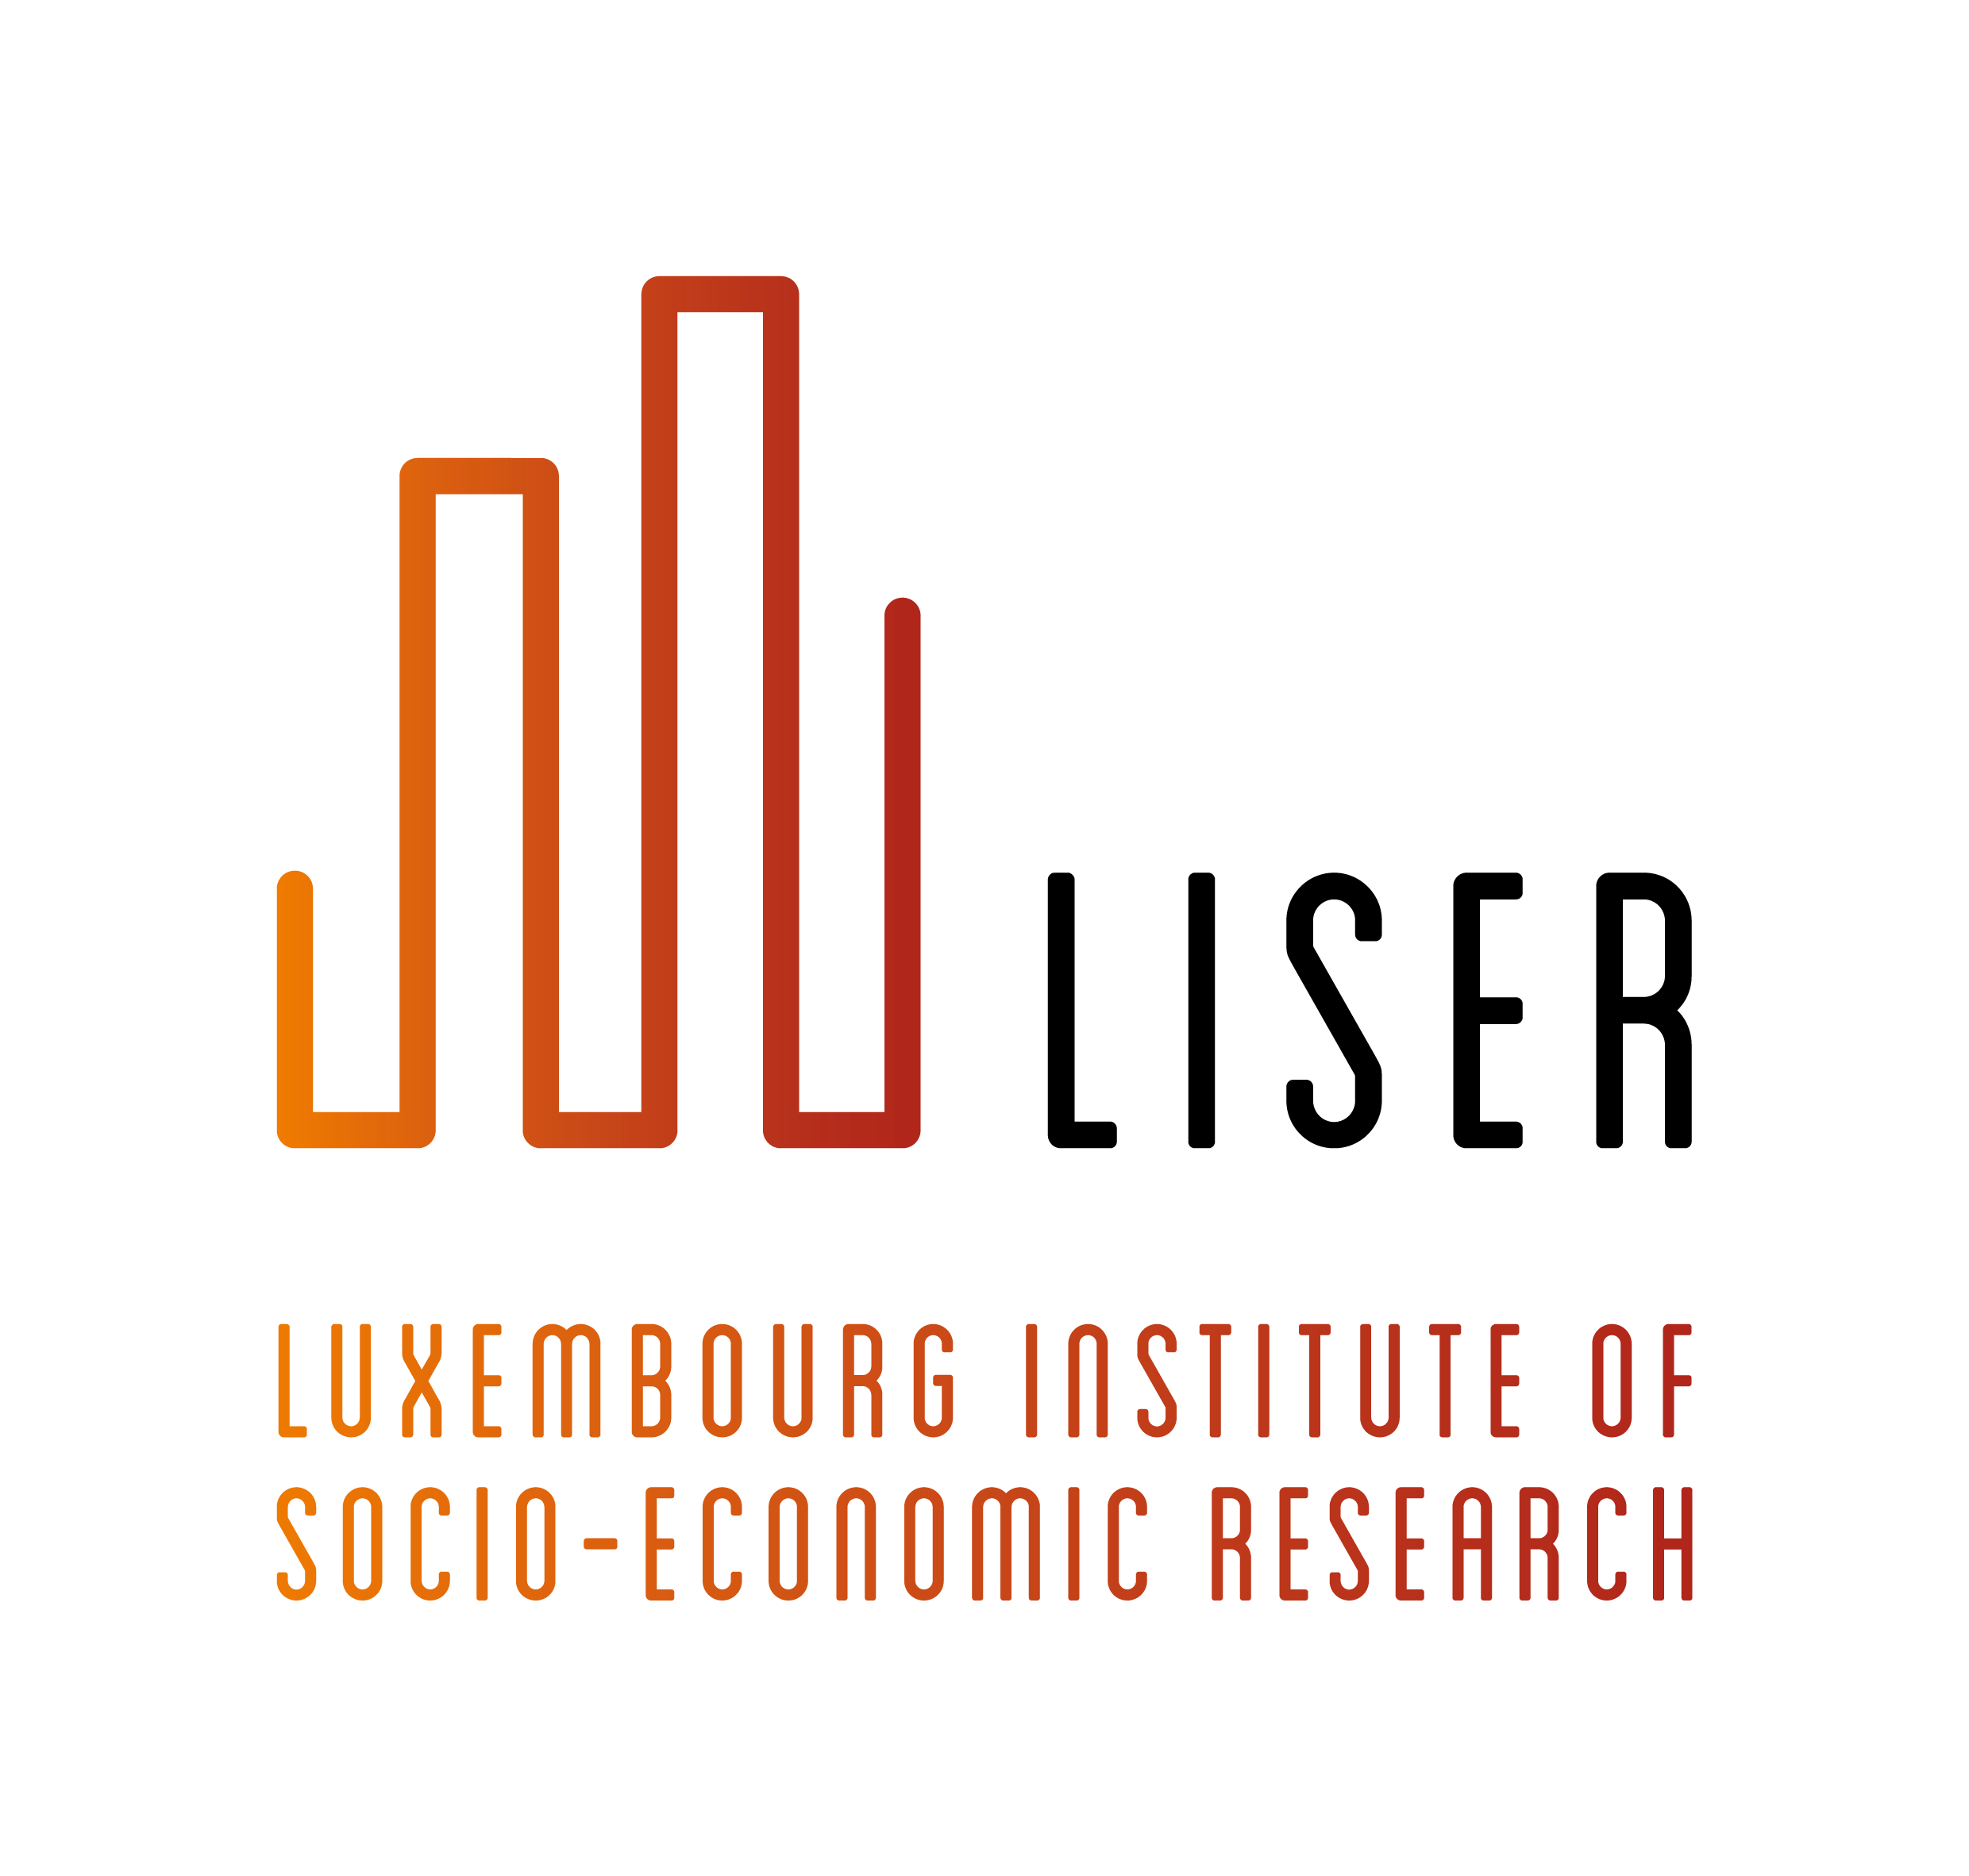 LISER
LUXEMBOURG INSTITUTE OF
SOCIO-ECONOMIC RESEARCH